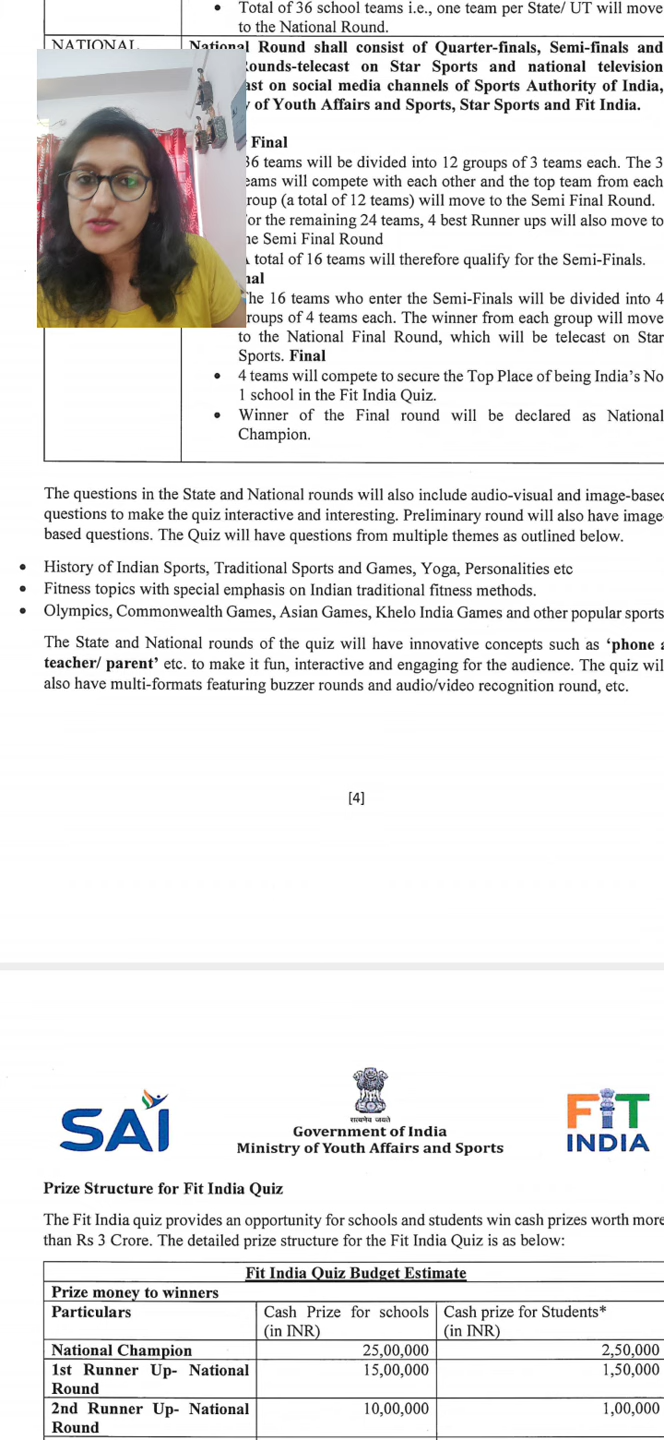 • Total of 36 school teams i.e., one team per State/ UT will move
to the National Round.
NATIONAL National Round shall consist of Quarter-finals, Semi-finals and
ounds-telecast on Star Sports and national television
ast on social media channels of Sports Authority of India,
of Youth Affairs and Sports, Star Sports and Fit India.
Final
36 teams will be divided into 12 groups of 3 teams each. The 3
eams will compete with each other and the top team from each
roup (a total of 12 teams) will move to the Semi Final Round.
or the remaining 24 teams, 4 best Runner ups will also move to
he Semi Final Round
total of 16 teams will therefore qualify for the Semi-Finals.
nal
The 16 teams who enter the Semi-Finals will be divided into 4
roups of 4 teams each. The winner from each group will move
to the National Final Round, which will be telecast on Star
Sports. Final
• 4 teams will compete to secure the Top Place of being India's No
1 school in the Fit India Quiz.
• Winner of the Final round will be declared as National
Champion.
The questions in the State and National rounds will also include audio-visual and image-based
questions to make the quiz interactive and interesting. Preliminary round will also have image-
based questions. The Quiz will have questions from multiple themes as outlined below.
• History of Indian Sports, Traditional Sports and Games, Yoga, Personalities etc
• Fitness topics with special emphasis on Indian traditional fitness methods.
• Olympics, Commonwealth Games, Asian Games, Khelo India Games and other popular sports
The State and National rounds of the quiz will have innovative concepts such as 'phone a
teacher/ parent' etc. to make it fun, interactive and engaging for the audience. The quiz wil
also have multi-formats featuring buzzer rounds and audio/video recognition round, etc.
[4]
SAI
सत्यमेव जयते
Government of India
Ministry of Youth Affairs and Sports
FIT
INDIA
Prize Structure for Fit India Quiz
The Fit India quiz provides an opportunity for schools and students win cash prizes worth more
than Rs 3 Crore. The detailed prize structure for the Fit India Quiz is as below:
Fit India Quiz Budget Estimate
Prize money to winners
Particulars Cash Prize for schools (in INR) Cash prize for Students* (in INR)
National Champion 25,00,000 2,50,000
1st Runner Up- National Round 15,00,000 1,50,000
2nd Runner Up- National Round 10,00,000 1,00,000